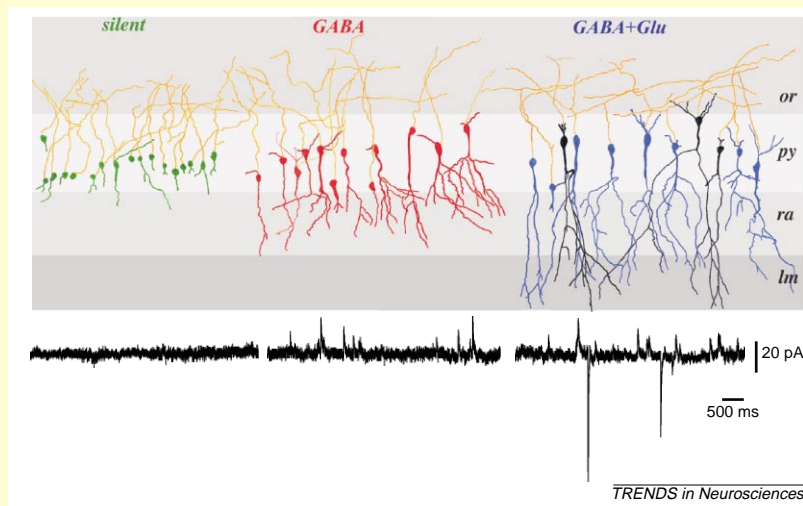 silent GABA GABA+Glu
or
py
ra
lm
20 pA
500 ms
TRENDS in Neurosciences